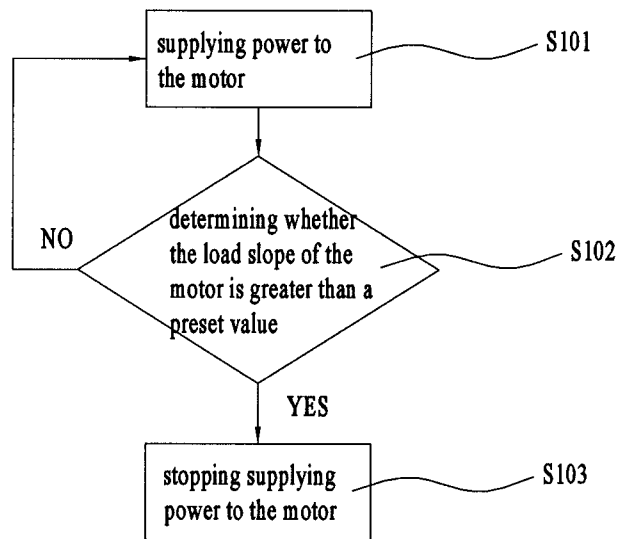 supplying power to
the motor
S101
determining whether
the load slope of the
motor is greater than a
preset value
NO
S102
YES
stopping supplying
power to the motor
S103